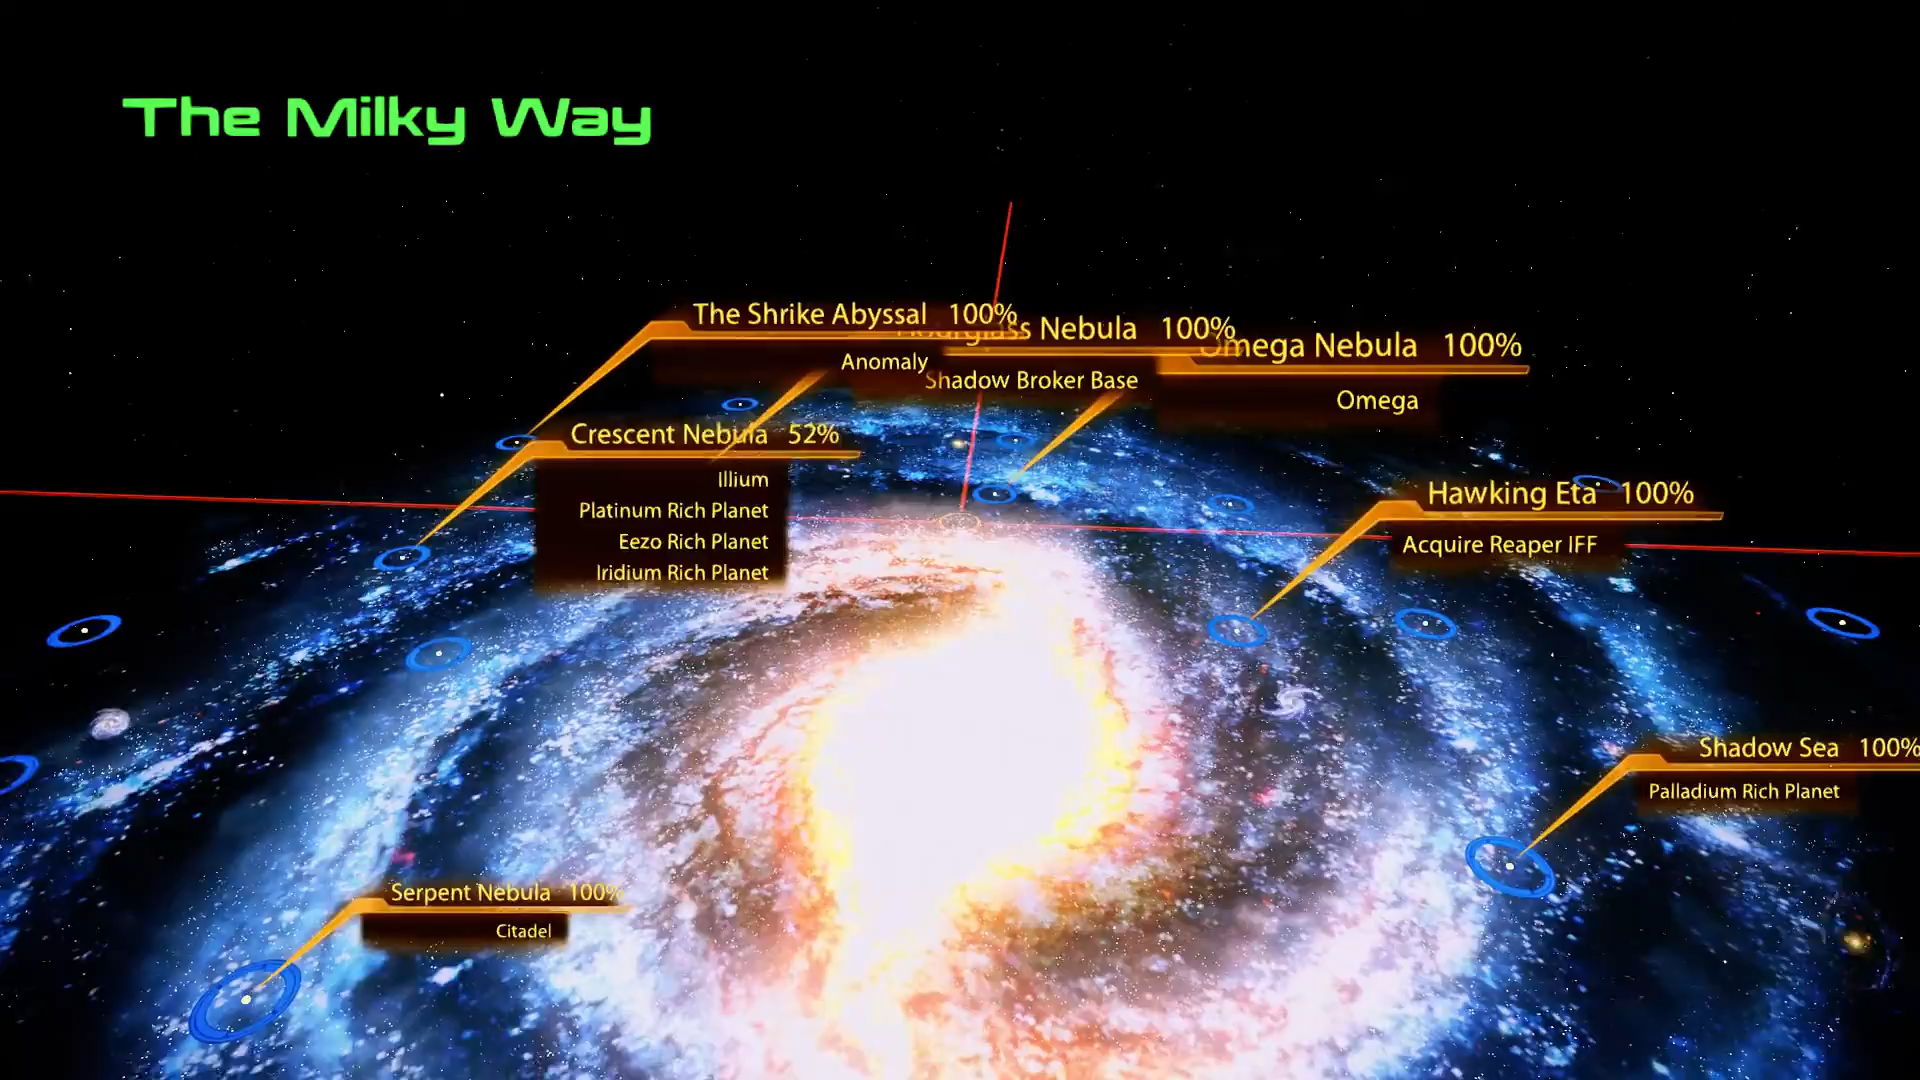 The Milky Way
The Shrike Abyssal 100%
Anomaly
Hourglass Nebula 100%
Shadow Broker Base
Omega Nebula 100%
Omega
Crescent Nebula 52%
Illium
Platinum Rich Planet
Eezo Rich Planet
Iridium Rich Planet
Hawking Eta 100%
Acquire Reaper IFF
Shadow Sea 100%
Palladium Rich Planet
Serpent Nebula 100%
Citadel